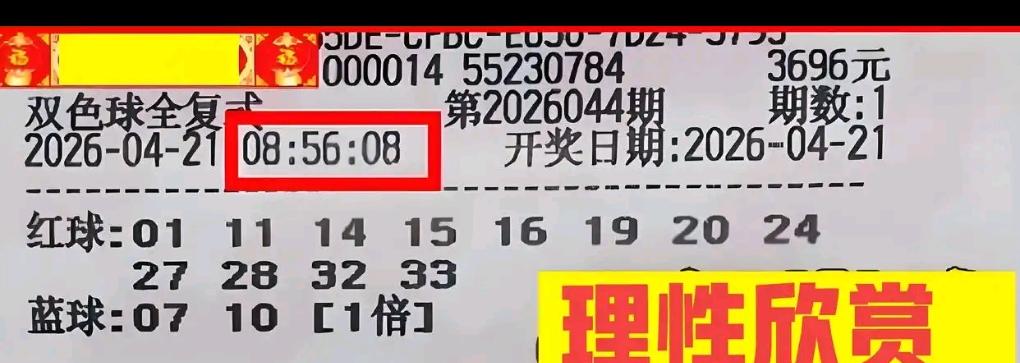 000014 55230784 3696元
双色球全复式 第2026044期 期数:1
2026-04-21 08:56:08 开奖日期:2026-04-21
红球:01 11 14 15 16 19 20 24
27 28 32 33
蓝球:07 10 [1倍]
理性欣赏